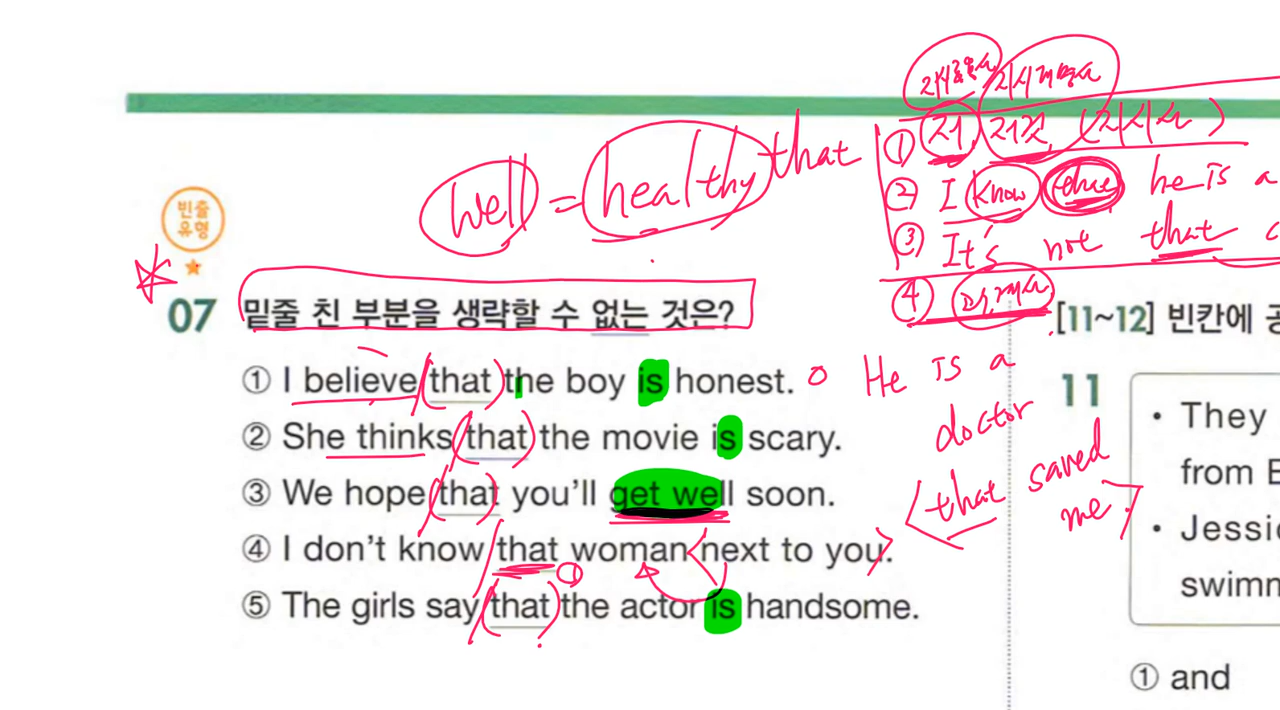 지시형용사 지시대명사
① 저, 저것, (지시사)
well = healthy that
② I know that he is a
③ It's not that
④ 관.대.
빈출
유형
07 밑줄 친 부분을 생략할 수 없는 것은?
[11~12] 빈칸에 공
① I believe (that) the boy is honest. O
He is a
doctor
that saved
me.
② She thinks (that) the movie is scary.
③ We hope (that) you'll get well soon.
④ I don't know that woman next to you.
①
⑤ The girls say (that) the actor is handsome.
11
• They
from E
• Jessic
swimm
① and